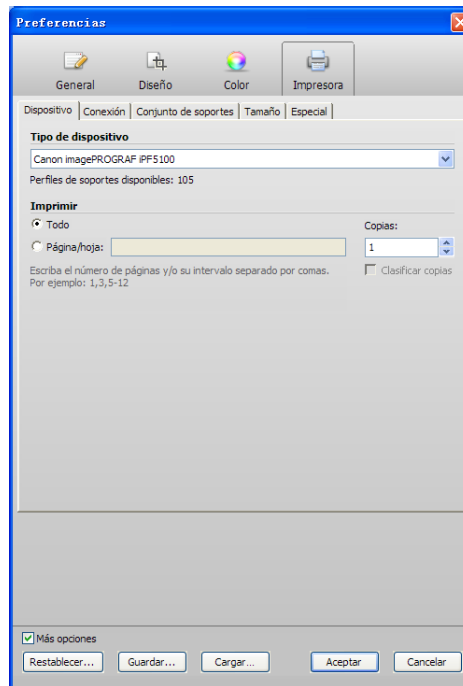 Preferencias
General Diseño Color Impresora
Dispositivo Conexión Conjunto de soportes Tamaño Especial
Tipo de dispositivo
Canon imagePROGRAF iPF5100
Perfiles de soportes disponibles: 105
Imprimir
Todo Copias:
Página/hoja: 1
Escriba el número de páginas y/o su intervalo separado por comas. Clasificar copias
Por ejemplo: 1,3,5-12
Más opciones
Restablecer... Guardar... Cargar... Aceptar Cancelar